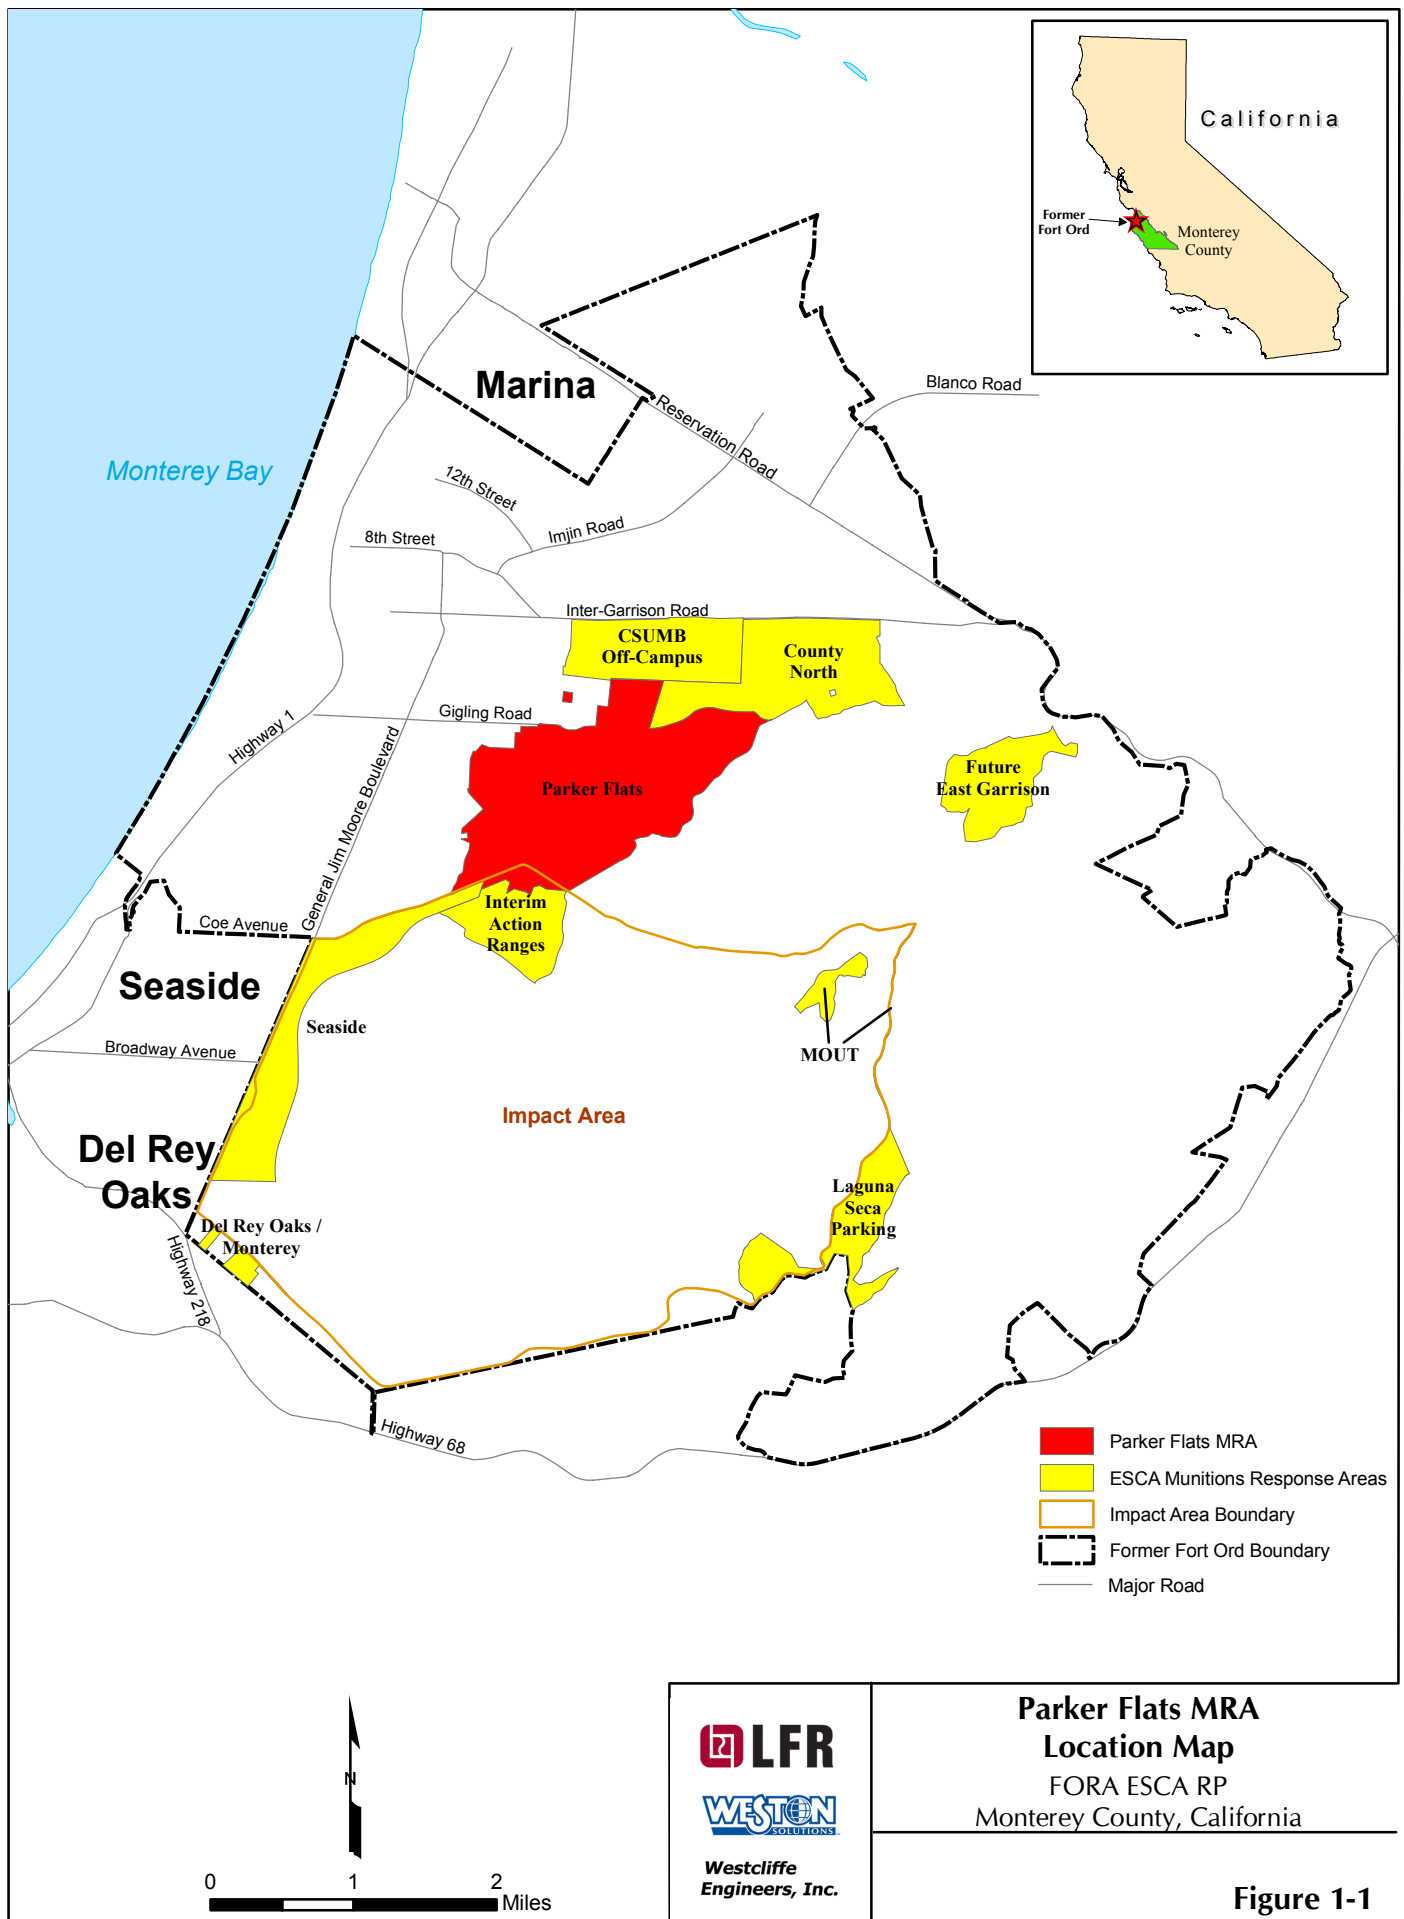 California
Former
Fort Ord
Monterey
County
Marina
Blanco Road
Reservation Road
Monterey Bay
12th Street
Imjin Road
8th Street
Inter-Garrison Road
CSUMB
Off-Campus
County
North
Gigling Road
Highway 1
General Jim Moore Boulevard
Parker Flats
Future
East Garrison
Interim
Action
Ranges
Coe Avenue
Seaside
Seaside
Broadway Avenue
MOUT
Impact Area
Del Rey
Oaks
Laguna
Seca
Parking
Del Rey Oaks /
Monterey
Highway 218
Highway 68
Parker Flats MRA
ESCA Munitions Response Areas
Impact Area Boundary
Former Fort Ord Boundary
Major Road
N
0 1 2
Miles
LFR
WESTON
SOLUTIONS
Westcliffe
Engineers, Inc.
Parker Flats MRA
Location Map
FORA ESCA RP
Monterey County, California
Figure 1-1